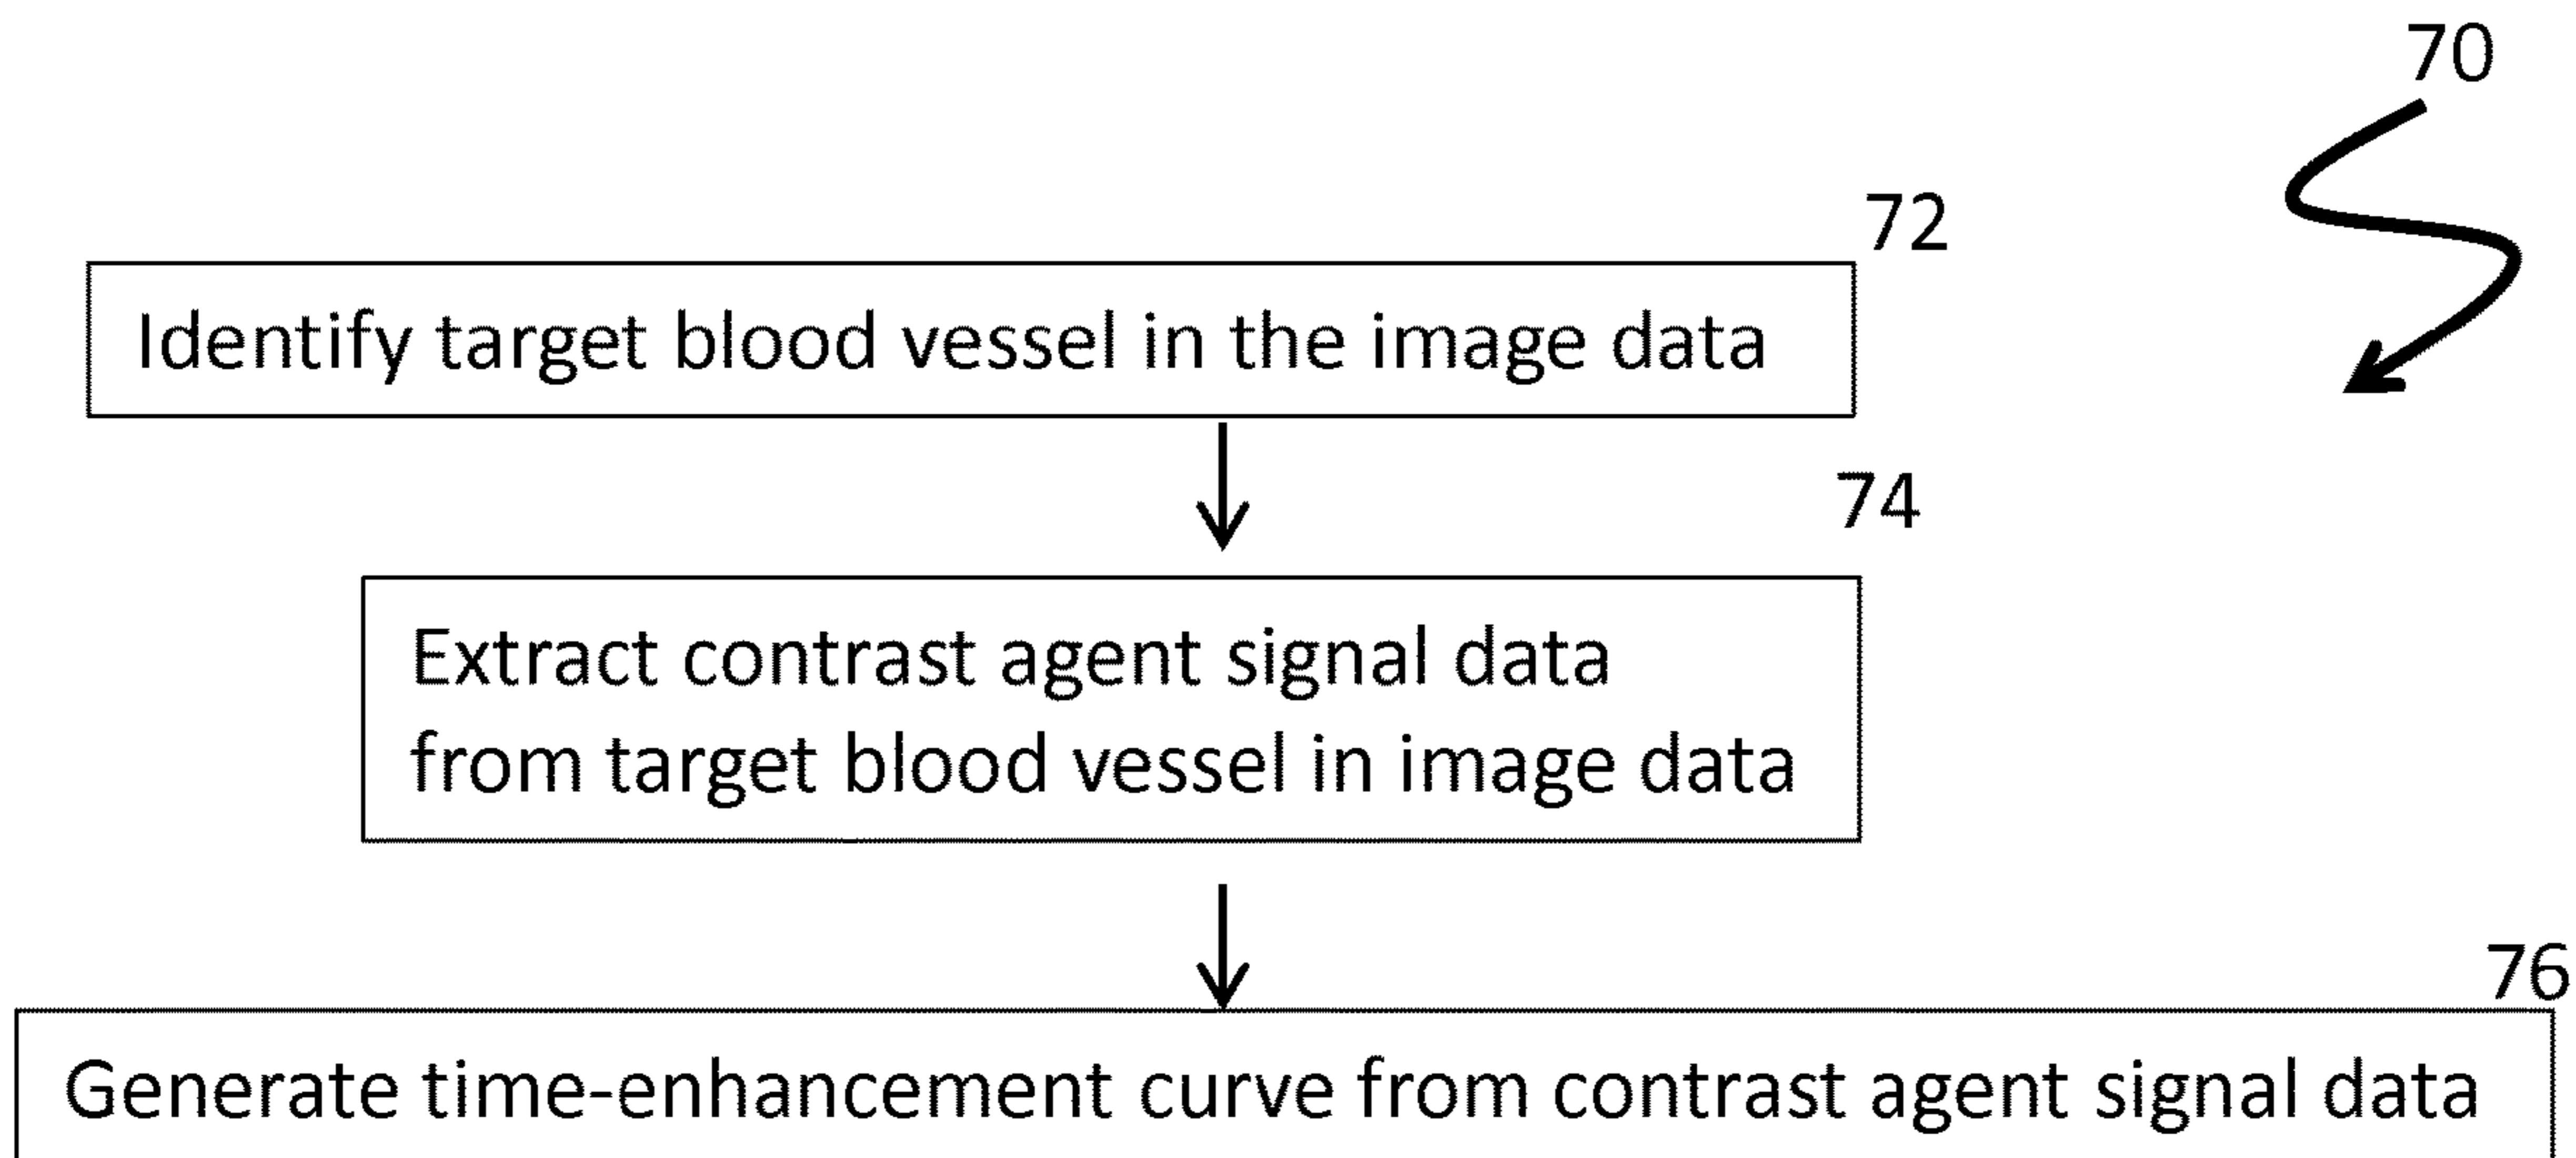 70
72
Identify target blood vessel in the image data
74
Extract contrast agent signal data
from target blood vessel in image data
76
Generate time-enhancement curve from contrast agent signal data